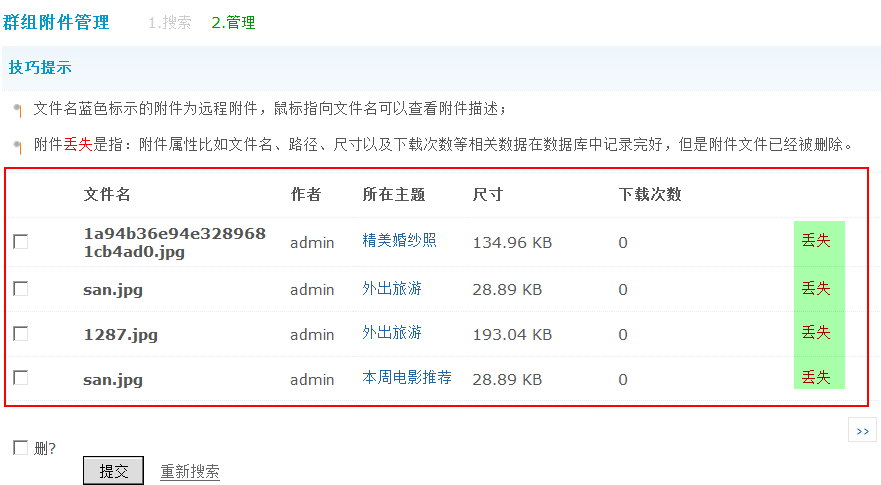 群组附件管理 1.搜索 2.管理
技巧提示
文件名蓝色标示的附件为远程附件，鼠标指向文件名可以查看附件描述；
附件丢失是指：附件属性比如文件名、路径、尺寸以及下载次数等相关数据在数据库中记录完好，但是附件文件已经被删除。
文件名 作者 所在主题 尺寸 下载次数
1a94b36e94e328968
1cb4ad0.jpg admin 精美婚纱照 134.96 KB 0 丢失
san.jpg admin 外出旅游 28.89 KB 0 丢失
1287.jpg admin 外出旅游 193.04 KB 0 丢失
san.jpg admin 本周电影推荐 28.89 KB 0 丢失
>>
删?
提交 重新搜索